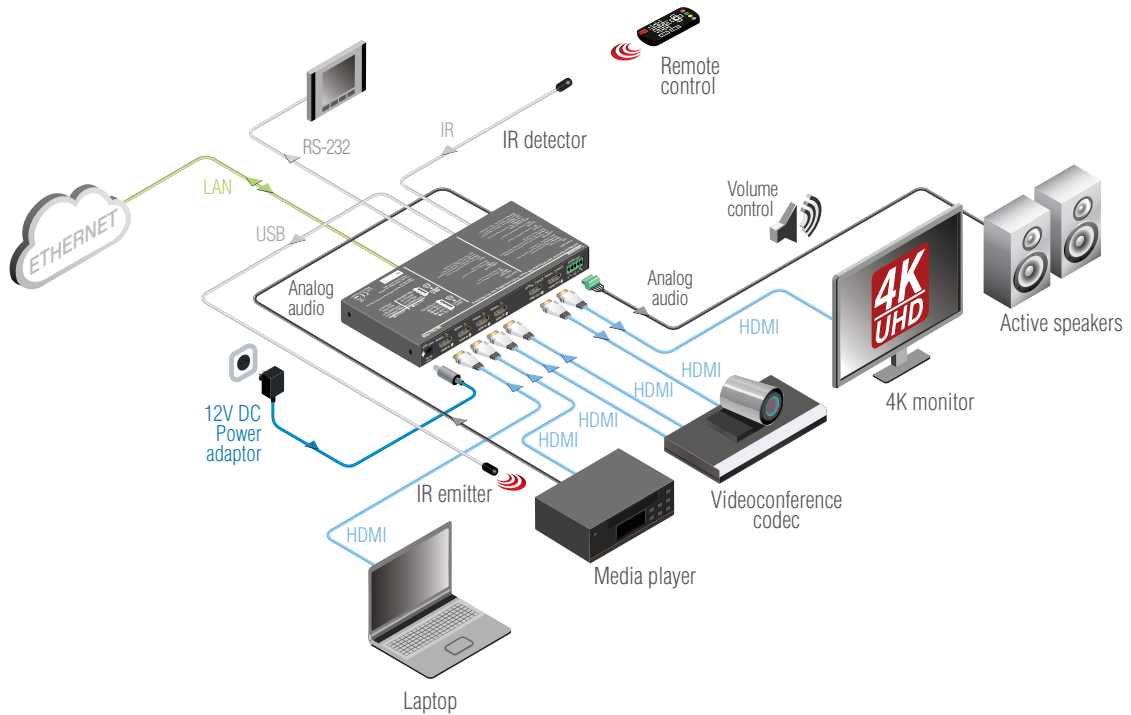 Remote
control
IR
IR detector
RS-232
LAN
ETHERNET
USB
Volume
control
Analog
audio
Analog
audio
4K
UHD
HDMI
Active speakers
HDMI
4K monitor
HDMI
12V DC
Power
adaptor
HDMI
HDMI
IR emitter
Videoconference
codec
HDMI
Media player
Laptop